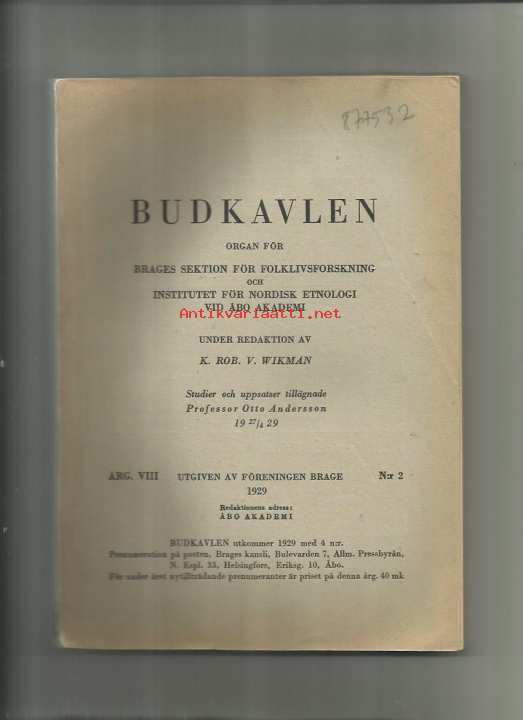 87753.2
BUDKAVLEN
ORGAN FÖR
BRAGES SEKTION FÖR FOLKLIVSFORSKNING
OCH
INSTITUTET FÖR NORDISK ETNOLOGI
VID ÅBO AKADEMI
Antikvariaatti.net
UNDER REDAKTION AV
K. ROB. V. WIKMAN
Studier och uppsatser tillägnade
Professor Otto Andersson
19 27/4 29
ÅRG. VIII UTGIVEN AV FÖRENINGEN BRAGE N:r 2
1929
Redaktionens adress:
ÅBO AKADEMI
BUDKAVLEN utkommer 1929 med 4 n:r.
Prenumeration på posten, Brages kansli, Bulevarden 7, Allm. Pressbyrån,
N. Espl. 35, Helsingfors, Eriksg. 10, Åbo.
För under året nytillträdande prenumeranter är priset på denna årg. 40 mk